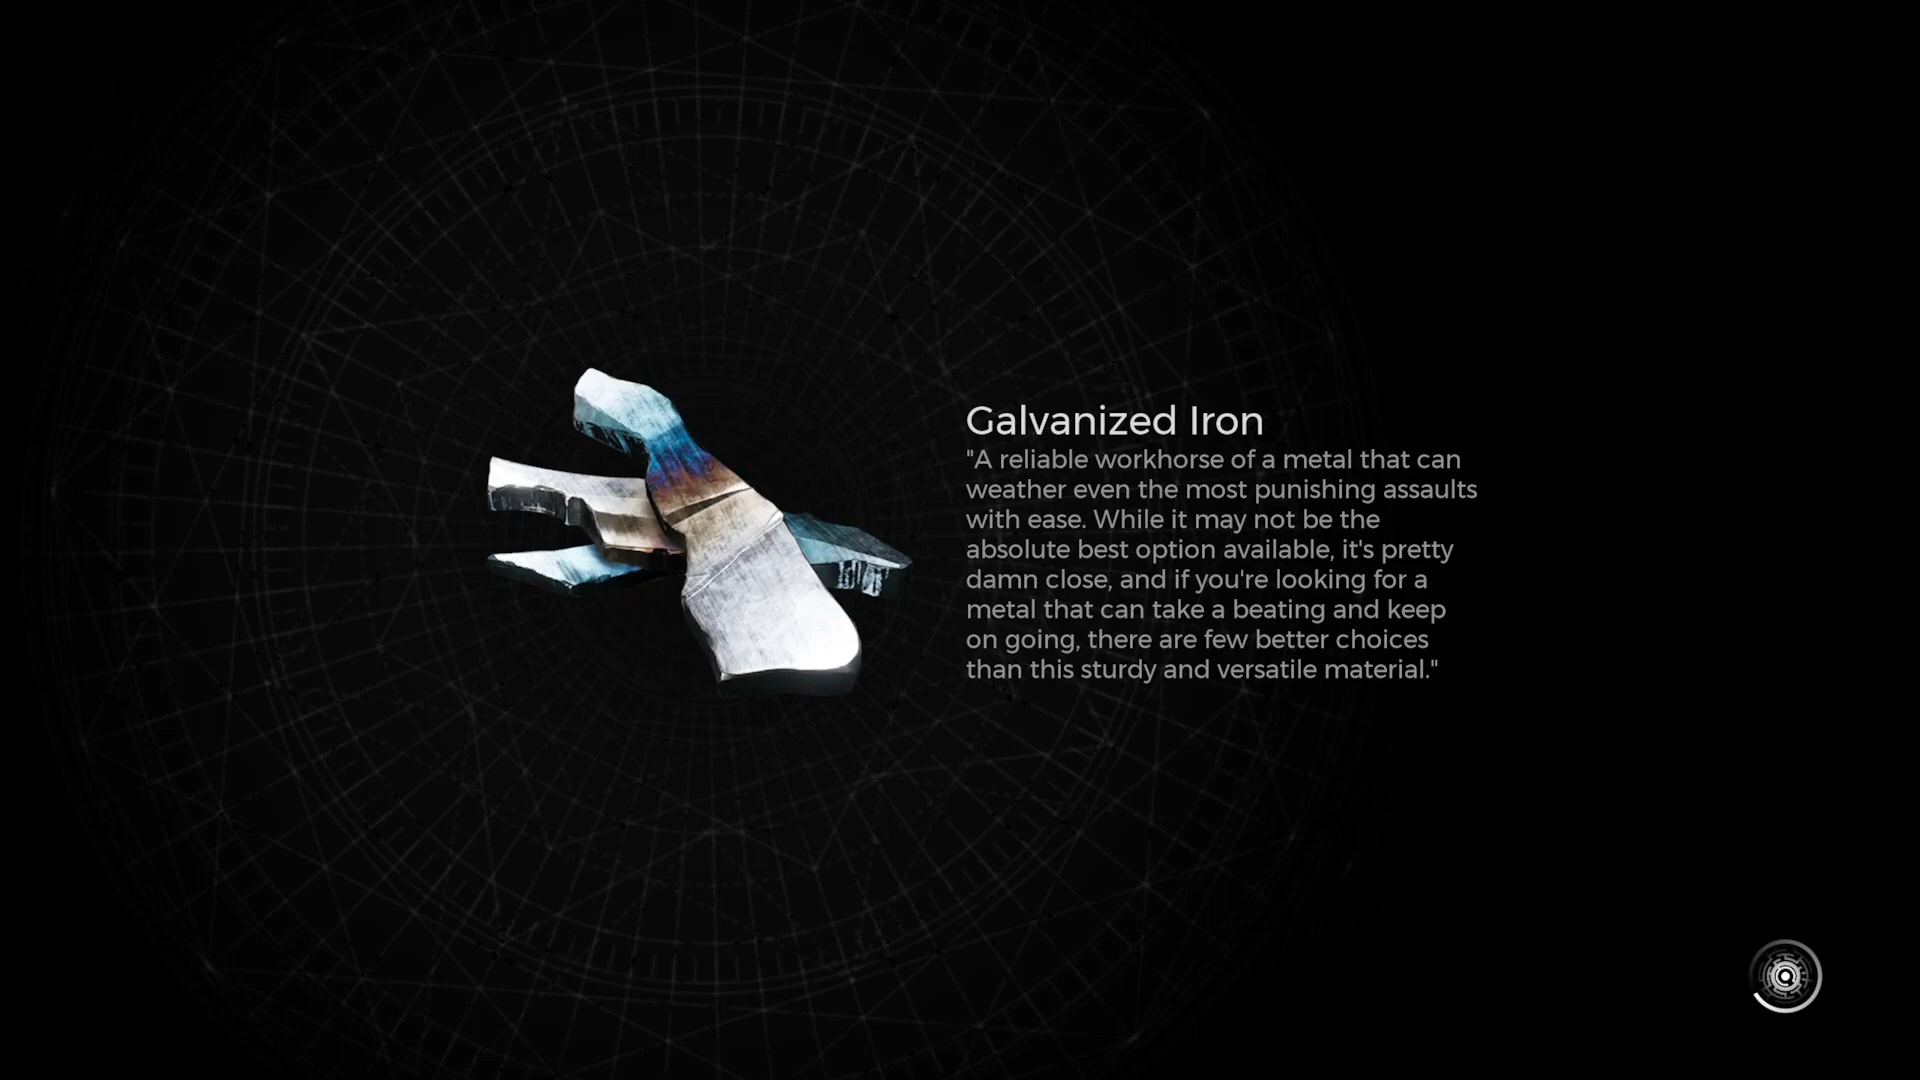 Galvanized Iron
"A reliable workhorse of a metal that can
weather even the most punishing assaults
with ease. While it may not be the
absolute best option available, it's pretty
damn close, and if you're looking for a
metal that can take a beating and keep
on going, there are few better choices
than this sturdy and versatile material."